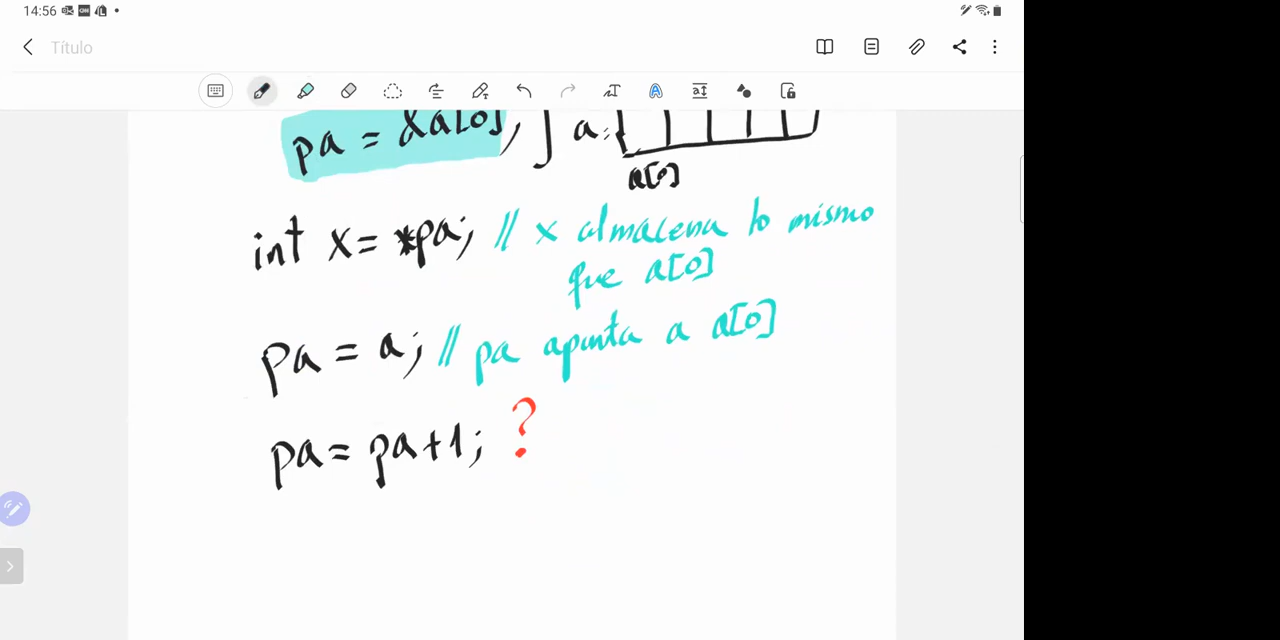 14:56
Título
pa = &a[0]; a:
a[0]
int x = *pa; // x almacena lo mismo
que a[0]
pa = a; // pa apunta a a[0]
pa = pa+1; ?